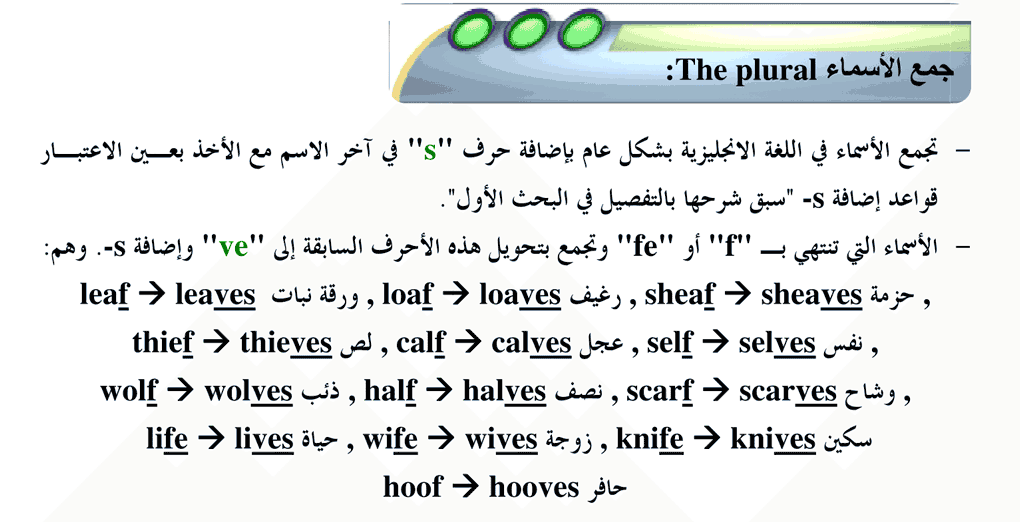 جمع الأسماء The plural:
– تجمع الأسماء في اللغة الانجليزية بشكل عام بإضافة حرف "s" في آخر الاسم مع الأخذ بعـــين الاعتبـــار
قواعد إضافة s- "سبق شرحها بالتفصيل في البحث الأول".
– الأسماء التي تنتهي بـــ "f" أو "fe" وتجمع بتحويل هذه الأحرف السابقة إلى "ve" وإضافة s-. وهم:
leaf → leaves ورقة نبات , loaf → loaves رغيف , sheaf → sheaves حزمة ,
thief → thieves لص , calf → calves عجل , self → selves نفس ,
wolf → wolves ذئب , half → halves نصف , scarf → scarves وشاح ,
life → lives حياة , wife → wives زوجة , knife → knives سكين
hoof → hooves حافر